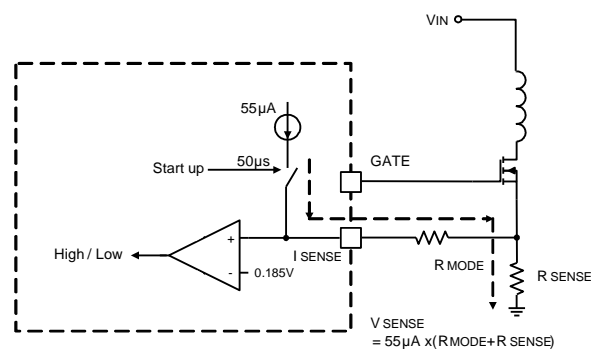 VIN
55µA
Start up
50µs
GATE
High / Low
+
-
0.185V
I SENSE
R MODE
R SENSE
V SENSE
= 55µA x (R MODE+R SENSE)